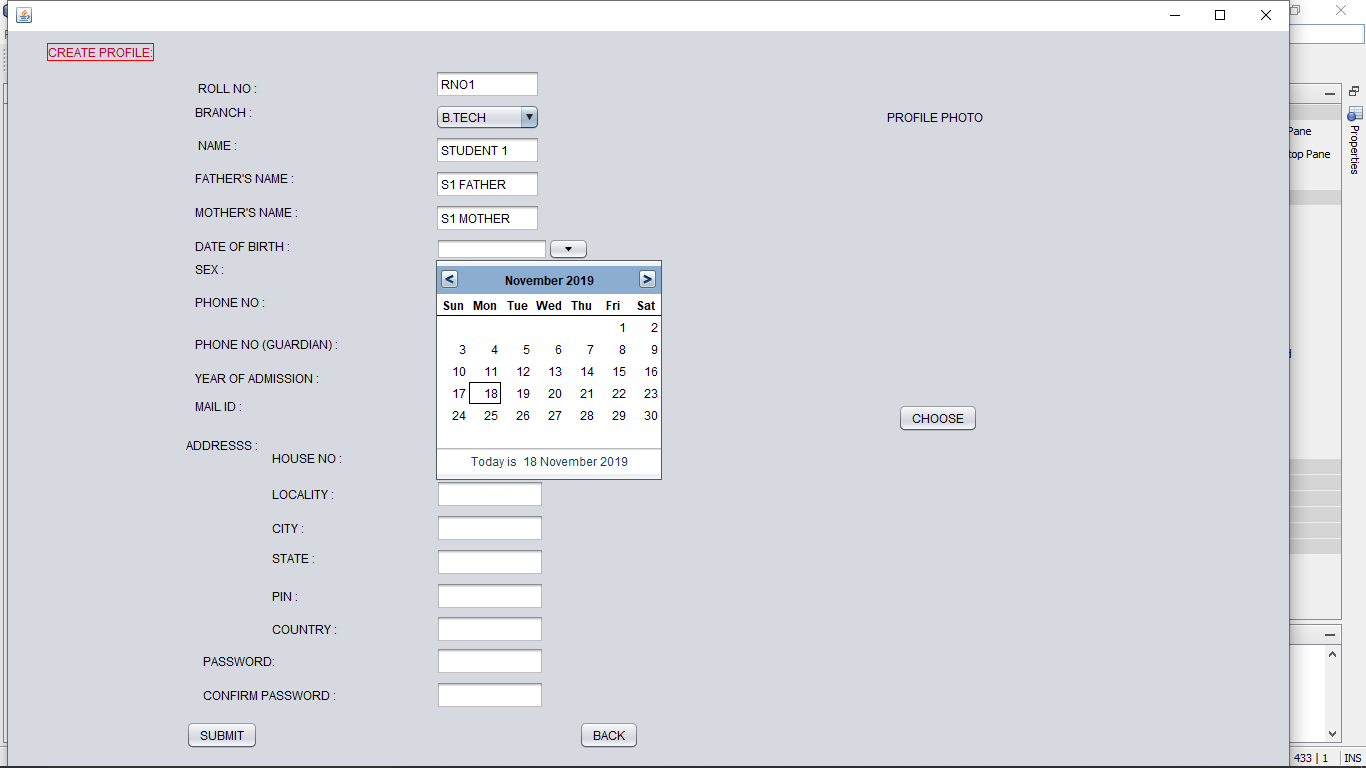 CREATE PROFILE:
ROLL NO : RNO1
BRANCH : B.TECH
PROFILE PHOTO
NAME : STUDENT 1
FATHER'S NAME : S1 FATHER
MOTHER'S NAME : S1 MOTHER
DATE OF BIRTH :
SEX :
November 2019
Sun Mon Tue Wed Thu Fri Sat
1 2
3 4 5 6 7 8 9
10 11 12 13 14 15 16
17 18 19 20 21 22 23
24 25 26 27 28 29 30
Today is 18 November 2019
PHONE NO :
PHONE NO (GUARDIAN) :
YEAR OF ADMISSION :
MAIL ID :
CHOOSE
ADDRESSS :
HOUSE NO :
LOCALITY :
CITY :
STATE :
PIN :
COUNTRY :
PASSWORD:
CONFIRM PASSWORD :
SUBMIT
BACK
Pane
top Pane
Properties
433 | 1 INS